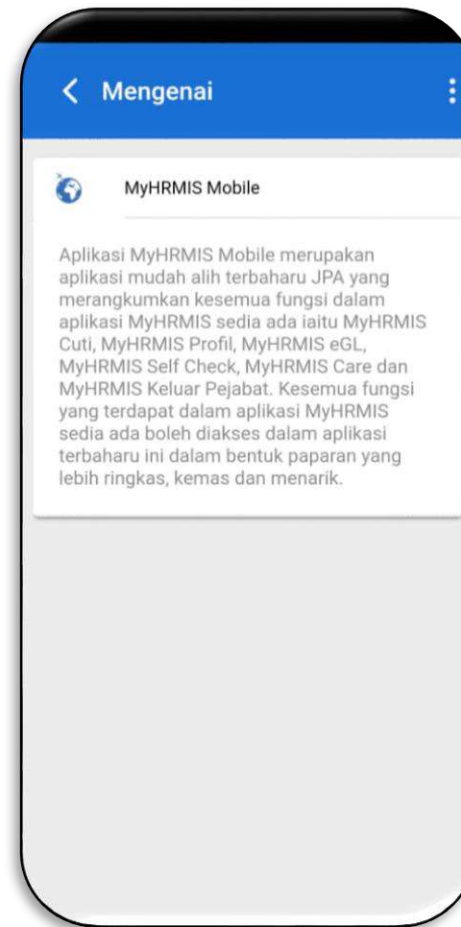 Mengenai
MyHRMIS Mobile
Aplikasi MyHRMIS Mobile merupakan
aplikasi mudah alih terbaharu JPA yang
merangkumkan kesemua fungsi dalam
aplikasi MyHRMIS sedia ada iaitu MyHRMIS
Cuti, MyHRMIS Profil, MyHRMIS eGL,
MyHRMIS Self Check, MyHRMIS Care dan
MyHRMIS Keluar Pejabat. Kesemua fungsi
yang terdapat dalam aplikasi MyHRMIS
sedia ada boleh diakses dalam aplikasi
terbaharu ini dalam bentuk paparan yang
lebih ringkas, kemas dan menarik.